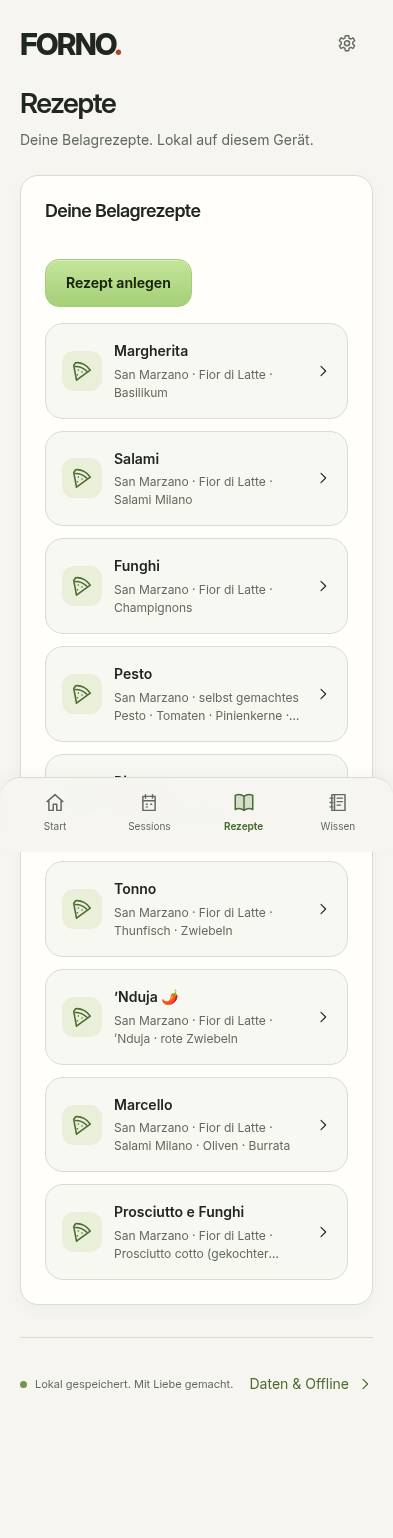 FORNO.
Rezepte
Deine Belagrezepte. Lokal auf diesem Gerät.
Deine Belagrezepte
Rezept anlegen
Margherita
San Marzano · Fior di Latte ·
Basilikum
Salami
San Marzano · Fior di Latte ·
Salami Milano
Funghi
San Marzano · Fior di Latte ·
Champignons
Pesto
San Marzano · selbst gemachtes
Pesto · Tomaten · Pinienkerne ·…
Start
Sessions
Rezepte
Wissen
Tonno
San Marzano · Fior di Latte ·
Thunfisch · Zwiebeln
’Nduja 🌶️
San Marzano · Fior di Latte ·
’Nduja · rote Zwiebeln
Marcello
San Marzano · Fior di Latte ·
Salami Milano · Oliven · Burrata
Prosciutto e Funghi
San Marzano · Fior di Latte ·
Prosciutto cotto (gekochter…
Lokal gespeichert. Mit Liebe gemacht.
Daten & Offline